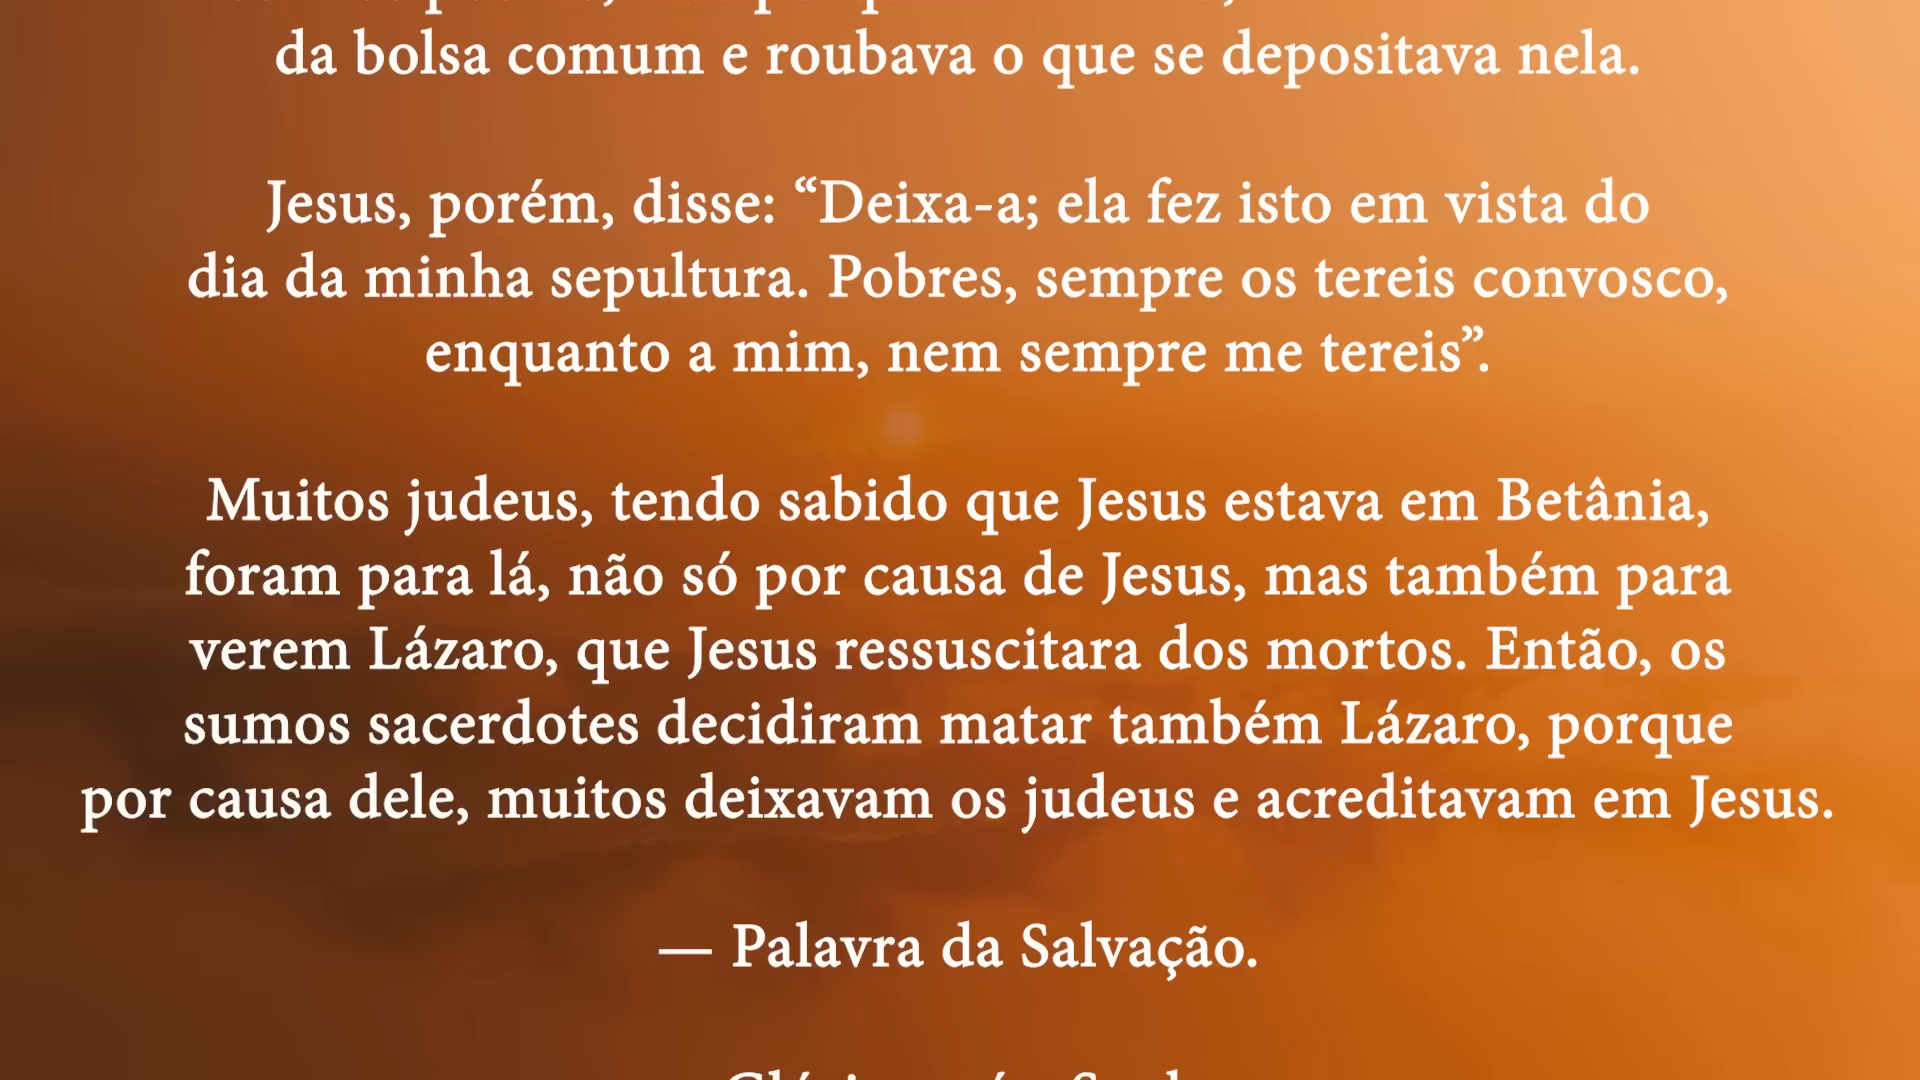 da bolsa comum e roubava o que se depositava nela.
Jesus, porém, disse: “Deixa-a; ela fez isto em vista do
dia da minha sepultura. Pobres, sempre os tereis convosco,
enquanto a mim, nem sempre me tereis”.
Muitos judeus, tendo sabido que Jesus estava em Betânia,
foram para lá, não só por causa de Jesus, mas também para
verem Lázaro, que Jesus ressuscitara dos mortos. Então, os
sumos sacerdotes decidiram matar também Lázaro, porque
por causa dele, muitos deixavam os judeus e acreditavam em Jesus.
— Palavra da Salvação.